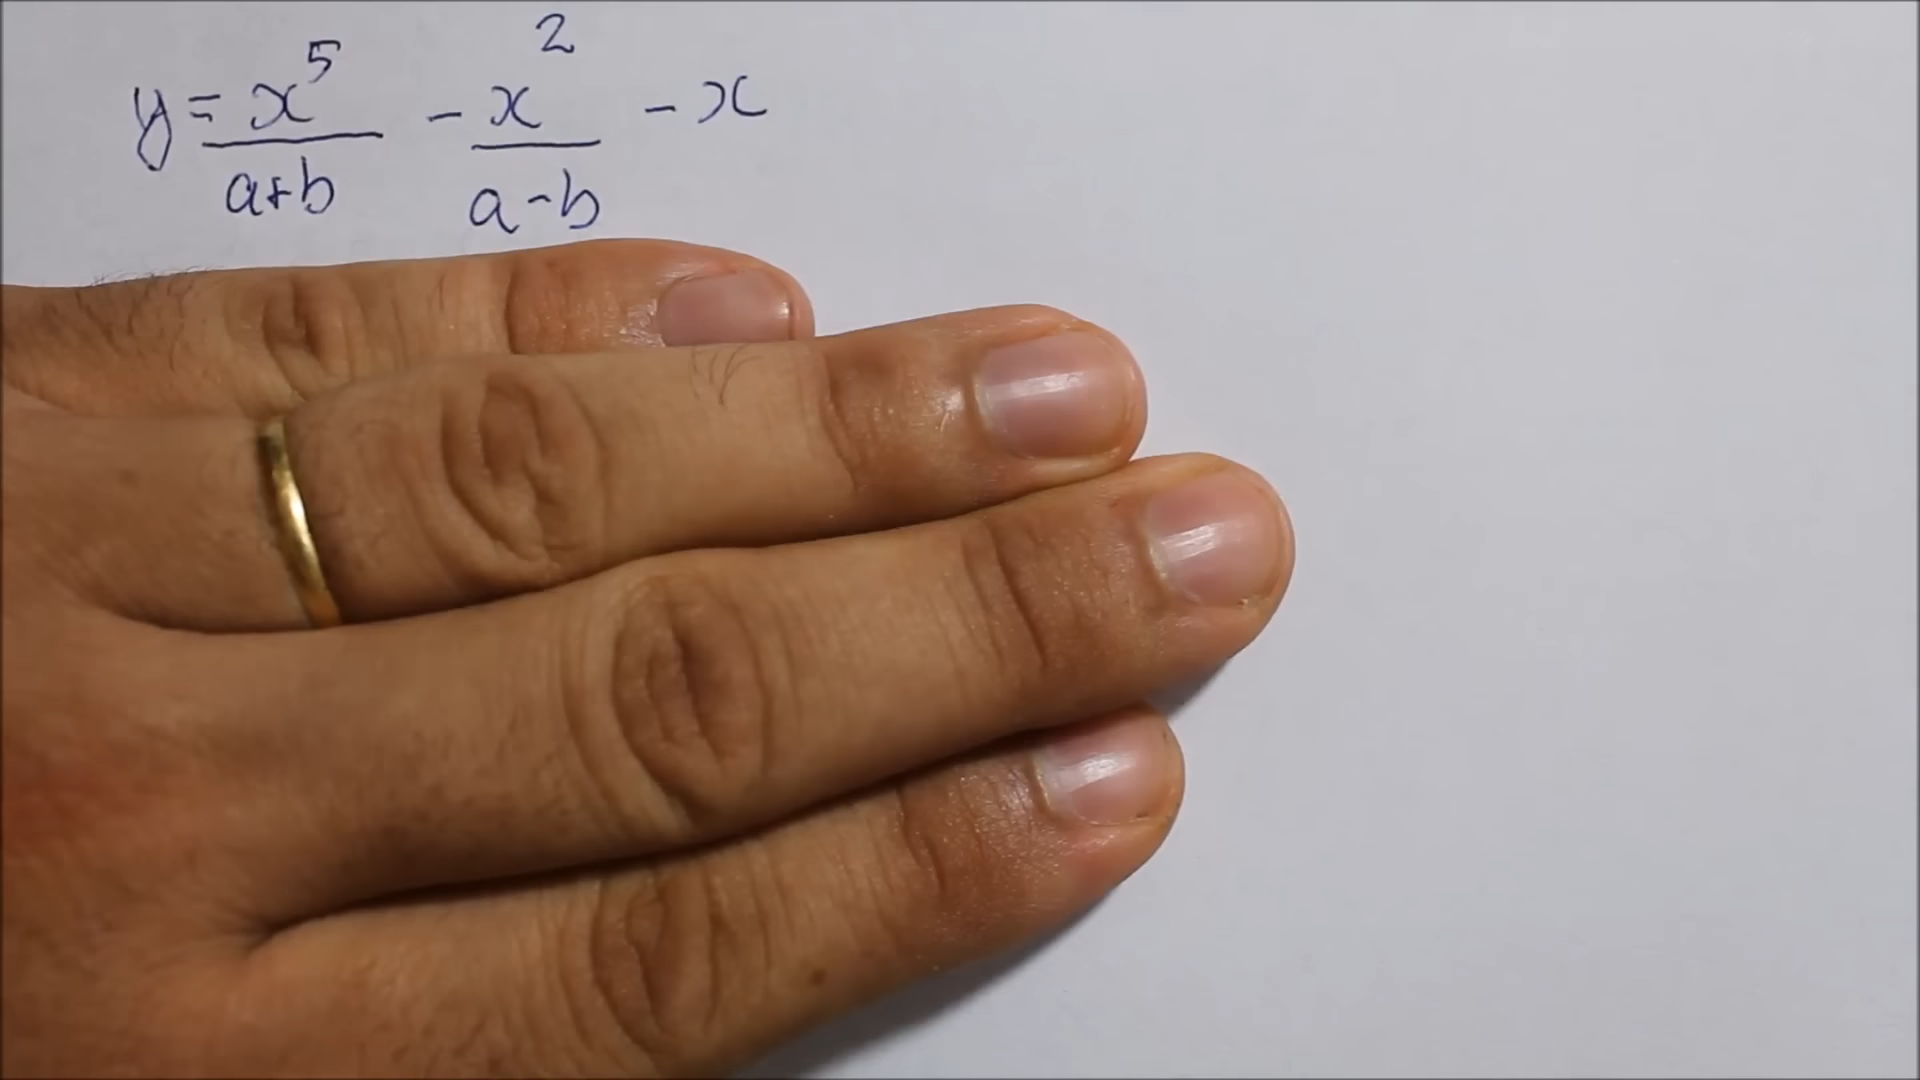 y = x^5/(a+b) - x^2/(a-b) - x